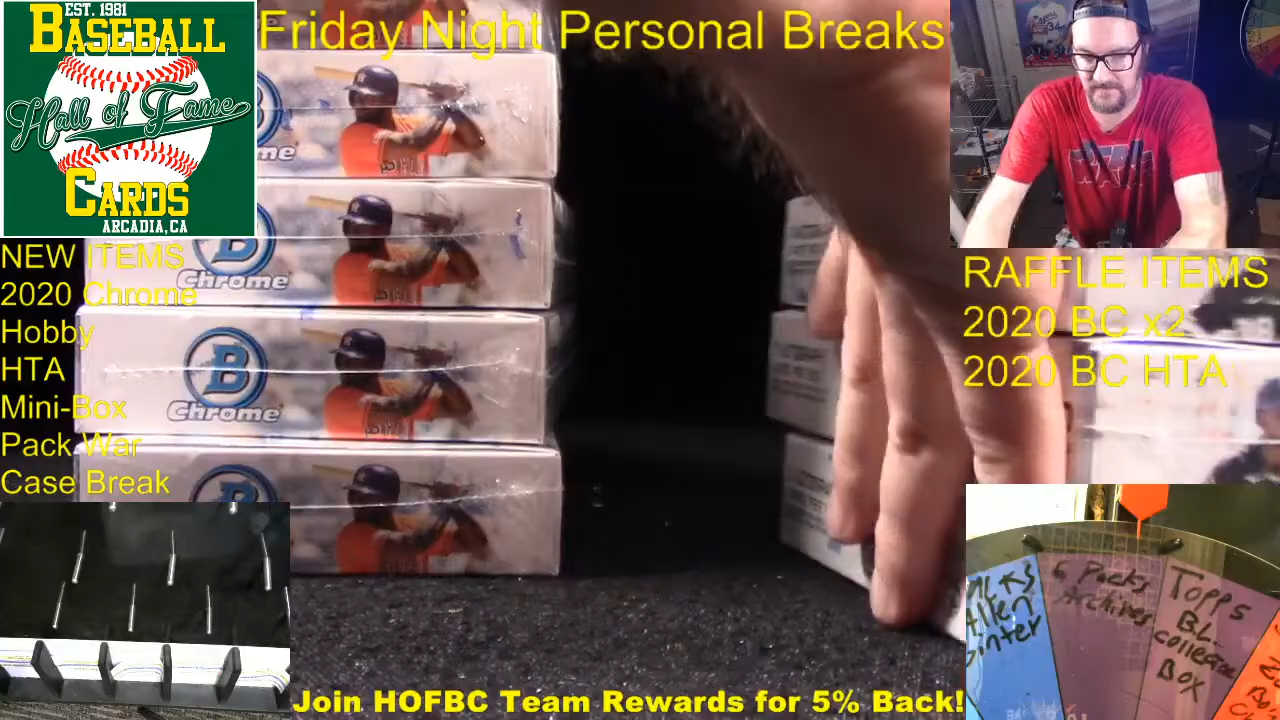 EST. 1981
BASEBALL
Hall of Fame
CARDS
ARCADIA, CA
Friday Night Personal Breaks
NEW ITEMS
2020 Chrome
Hobby
HTA
Mini-Box
Pack War
Case Break
RAFFLE ITEMS
2020 BC x2
2020 BC HTA
B
me
B
Chrome
B
Chrome
B
6 Packs
Archives
TOPPS
B.L.
BOX
Join HOFBC Team Rewards for 5% Back!